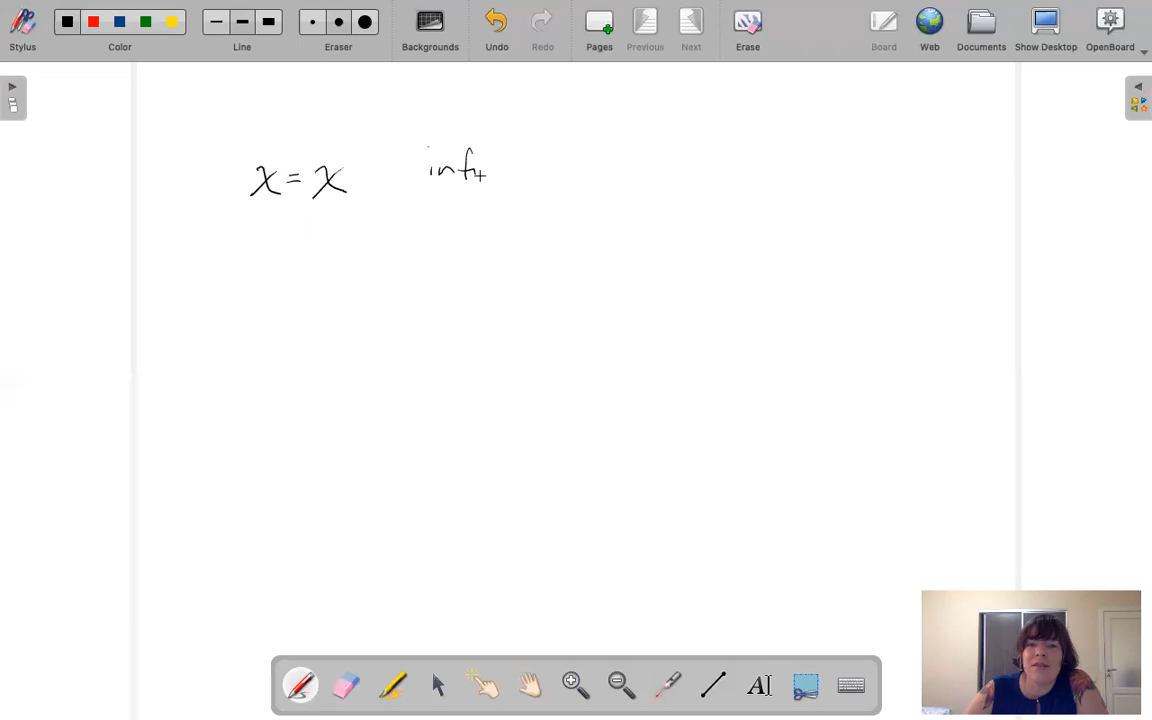 Stylus Color Line Eraser Backgrounds Undo Redo Pages Previous Next Erase Board Web Documents Show Desktop OpenBoard
x = x inf
A